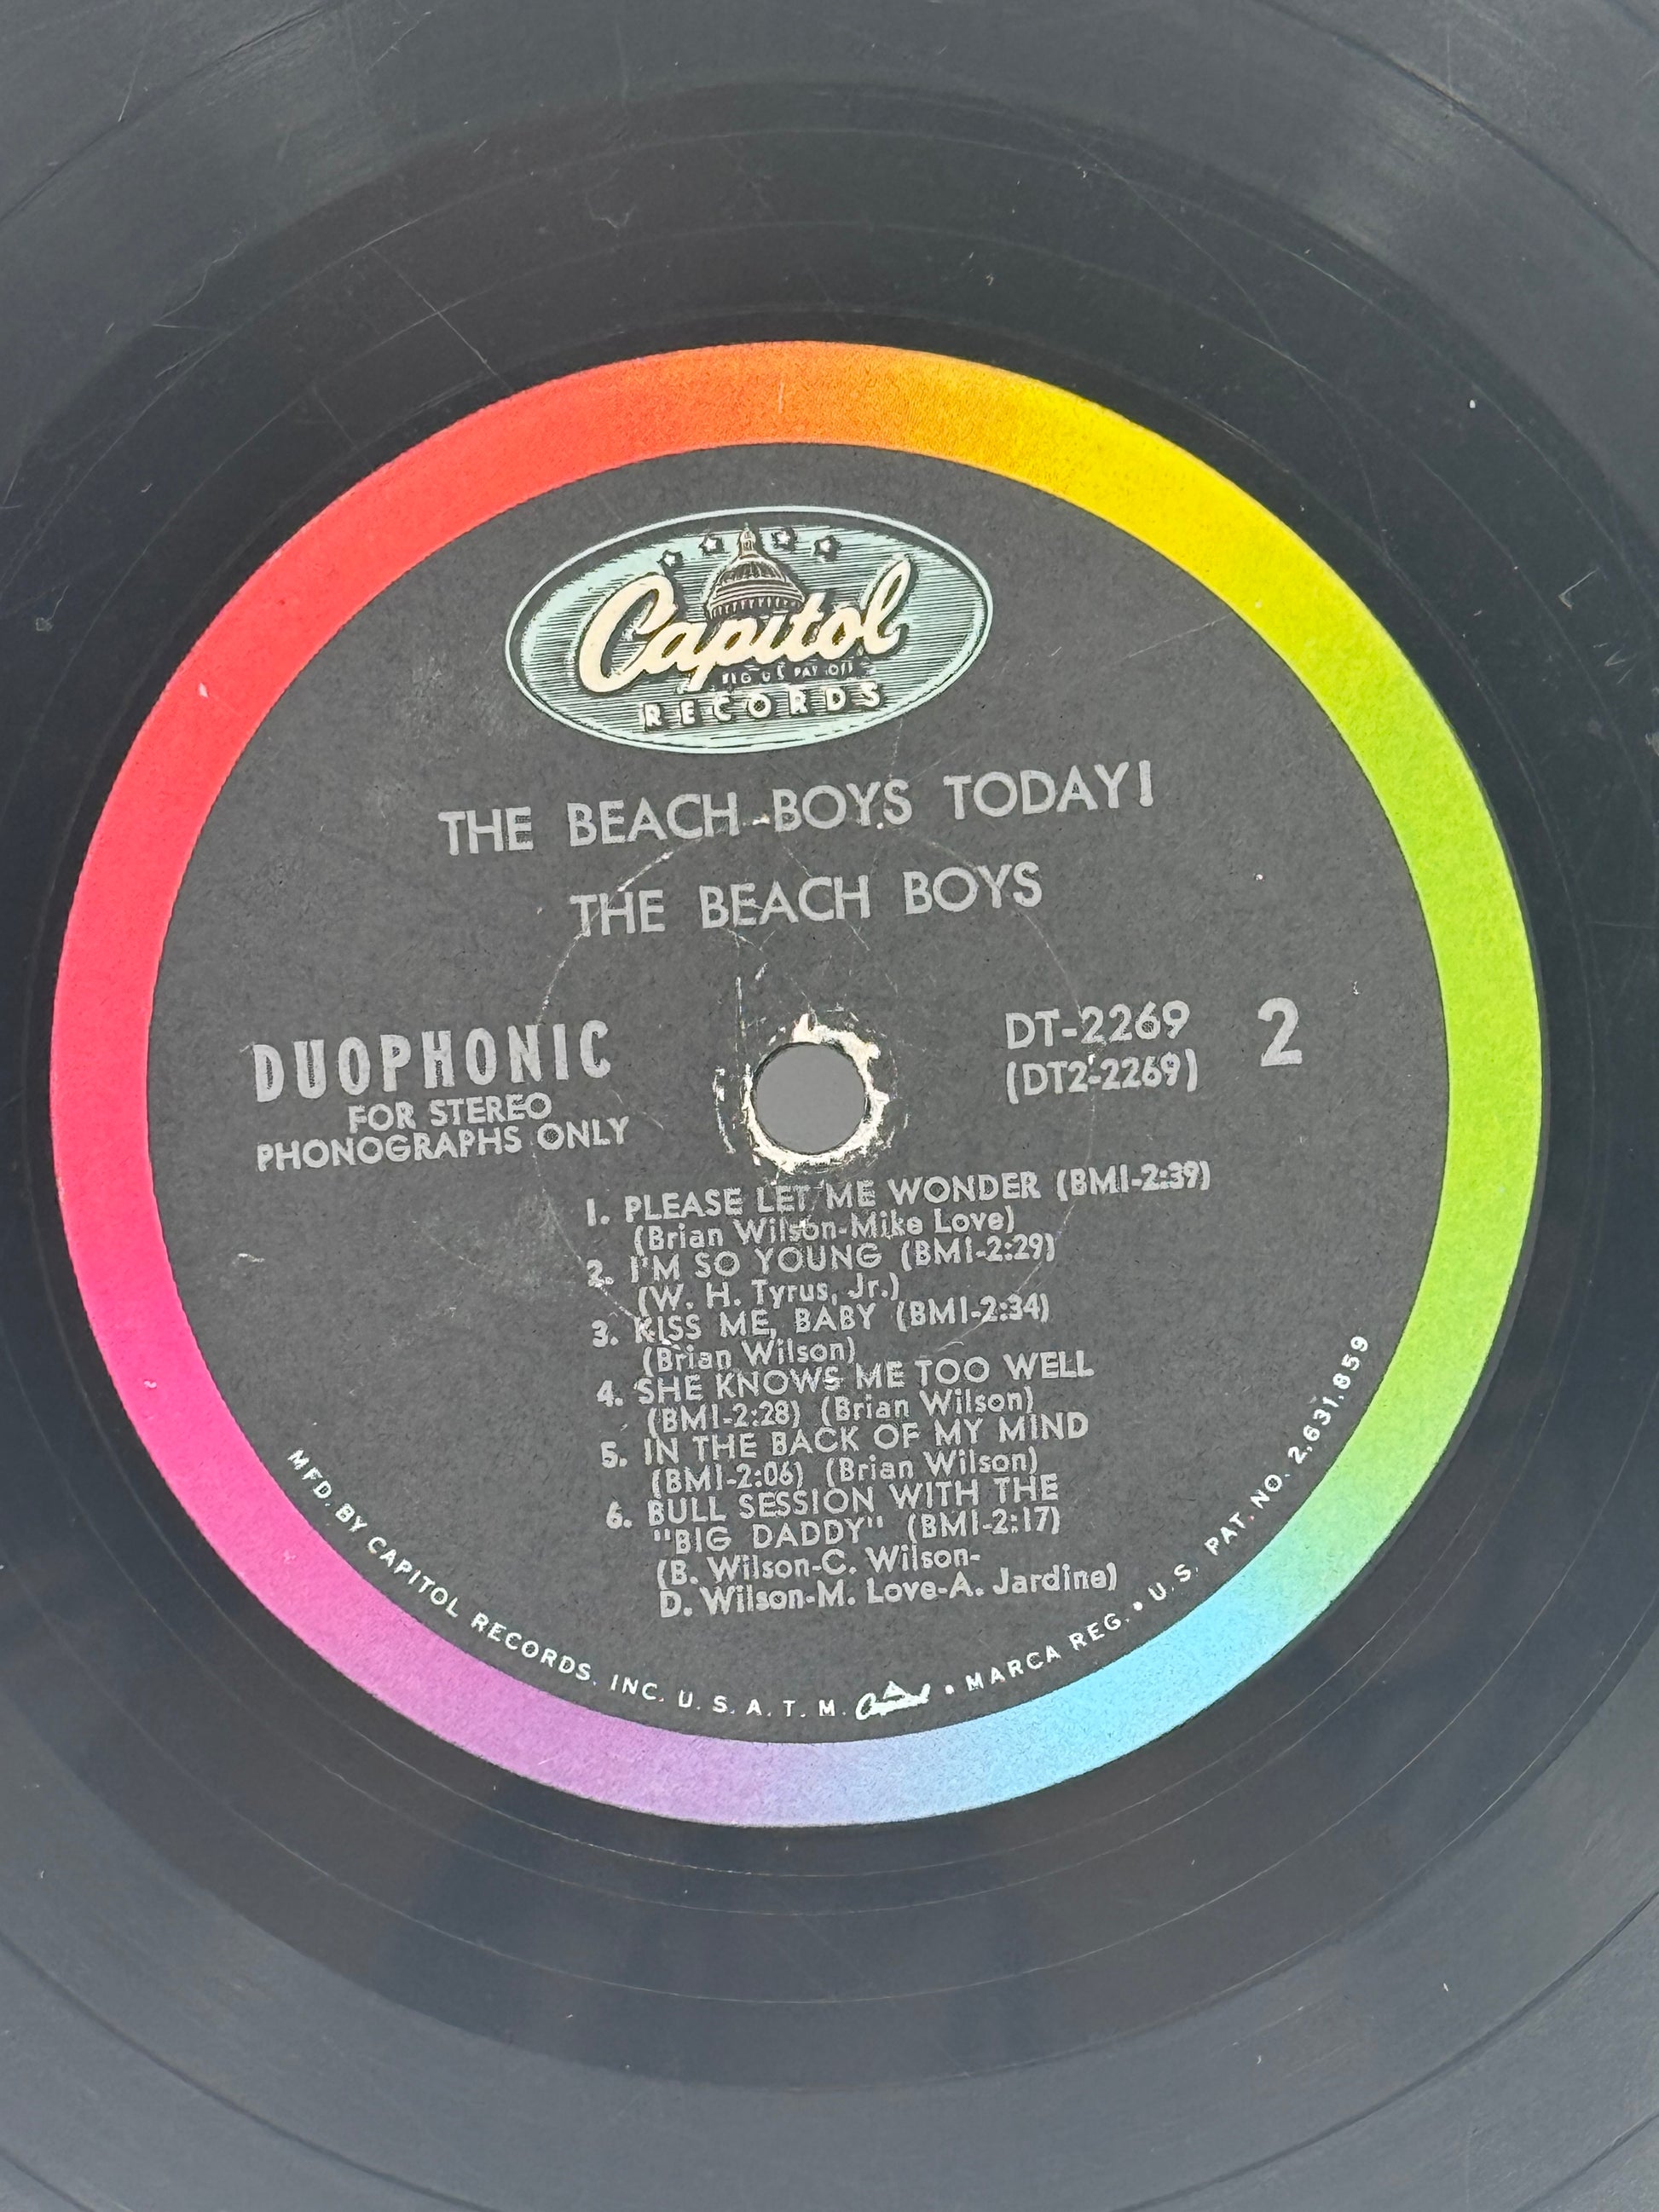 Capitol
REG. U.S. PAT. OFF.
RECORDS
THE BEACH BOYS TODAY!
THE BEACH BOYS
DUOPHONIC
FOR STEREO
PHONOGRAPHS ONLY
DT-2269
(DT2-2269)
2
1. PLEASE LET ME WONDER (BMI-2:39)
(Brian Wilson-Mike Love)
2. I'M SO YOUNG (BMI-2:29)
(W. H. Tyrus, Jr.)
3. KISS ME, BABY (BMI-2:34)
(Brian Wilson)
4. SHE KNOWS ME TOO WELL
(BMI-2:28) (Brian Wilson)
5. IN THE BACK OF MY MIND
(BMI-2:06) (Brian Wilson)
6. BULL SESSION WITH THE
"BIG DADDY" (BMI-2:17)
(B. Wilson-C. Wilson-
D. Wilson-M. Love-A. Jardine)
MFD. BY CAPITOL RECORDS, INC. U. S. A. T. M. Capitol • MARCA REG. • U. S. PAT. NO. 2,631,859